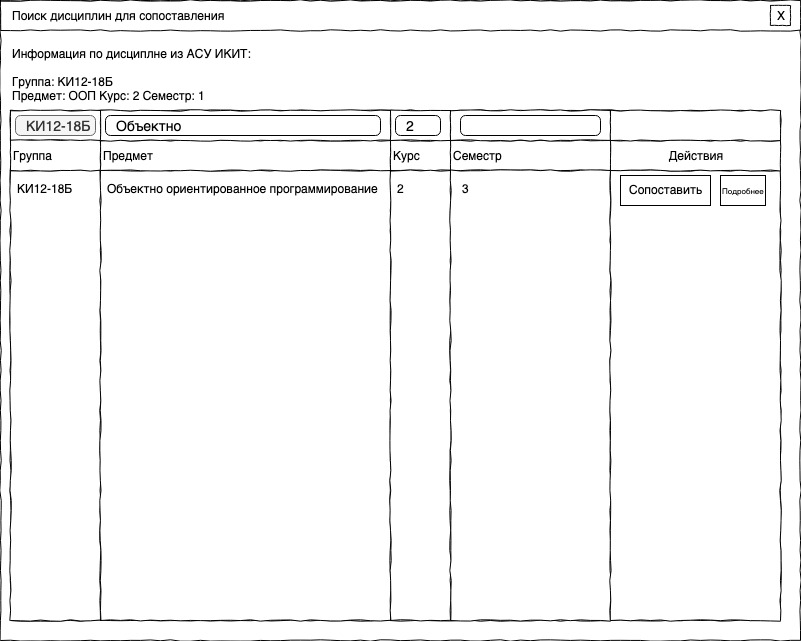 Поиск дисциплин для сопоставления
X
Информация по дисциплне из АСУ ИКИТ:
Группа: КИ12-18Б
Предмет: ООП Курс: 2 Семестр: 1
КИ12-18Б Объектно 2
Группа Предмет Курс Семестр Действия
КИ12-18Б Объектно ориентированное программирование 2 3 Сопоставить Подробнее